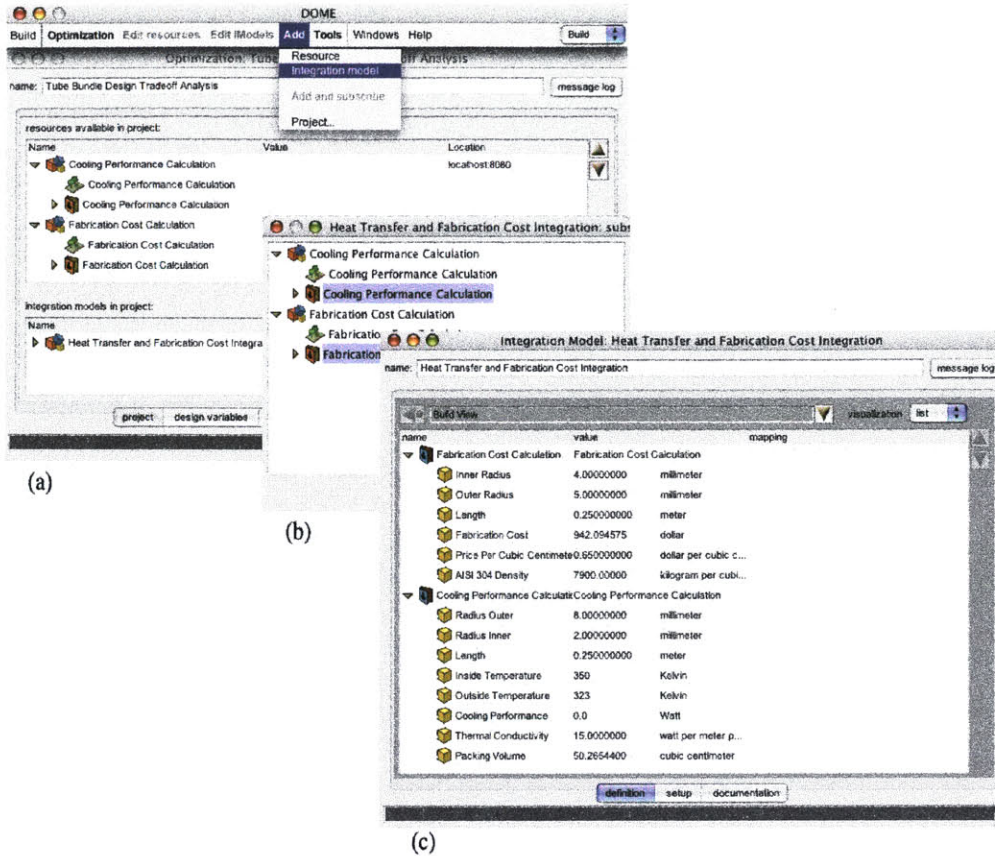 DOME
Build Optimization Edit resources Edit iModels Add Tools Windows Help Build
Optimization: Tube off Analysis
Resource
Integration model
Add and subscribe
Project...
name: Tube Bundle Design Tradeoff Analysis message log
resources available in project:
Name Value Location
Cooling Performance Calculation localhost:8080
Cooling Performance Calculation
Cooling Performance Calculation
Fabrication Cost Calculation
Fabrication Cost Calculation
Fabrication Cost Calculation
integration models in project:
Name
Heat Transfer and Fabrication Cost Integra
project design variables
(a)
Heat Transfer and Fabrication Cost Integration: subs
Cooling Performance Calculation
Cooling Performance Calculation
Cooling Performance Calculation
Fabrication Cost Calculation
Fabricatio
Fabrication
(b)
Integration Model: Heat Transfer and Fabrication Cost Integration
name: Heat Transfer and Fabrication Cost Integration message log
Build View visualization list
name value mapping
Fabrication Cost Calculation Fabrication Cost Calculation
Inner Radius 4.00000000 millimeter
Outer Radius 5.00000000 millimeter
Length 0.250000000 meter
Fabrication Cost 942.094575 dollar
Price Per Cubic Centimete 0.650000000 dollar per cubic c...
AISI 304 Density 7900.00000 kilogram per cubi...
Cooling Performance Calculati Cooling Performance Calculation
Radius Outer 8.00000000 millimeter
Radius Inner 2.00000000 millimeter
Length 0.250000000 meter
Inside Temperature 350 Kelvin
Outside Temperature 323 Kelvin
Cooling Performance 0.0 Watt
Thermal Conductivity 15.0000000 watt per meter p...
Packing Volume 50.2654400 cubic centimeter
definition setup documentation
(c)